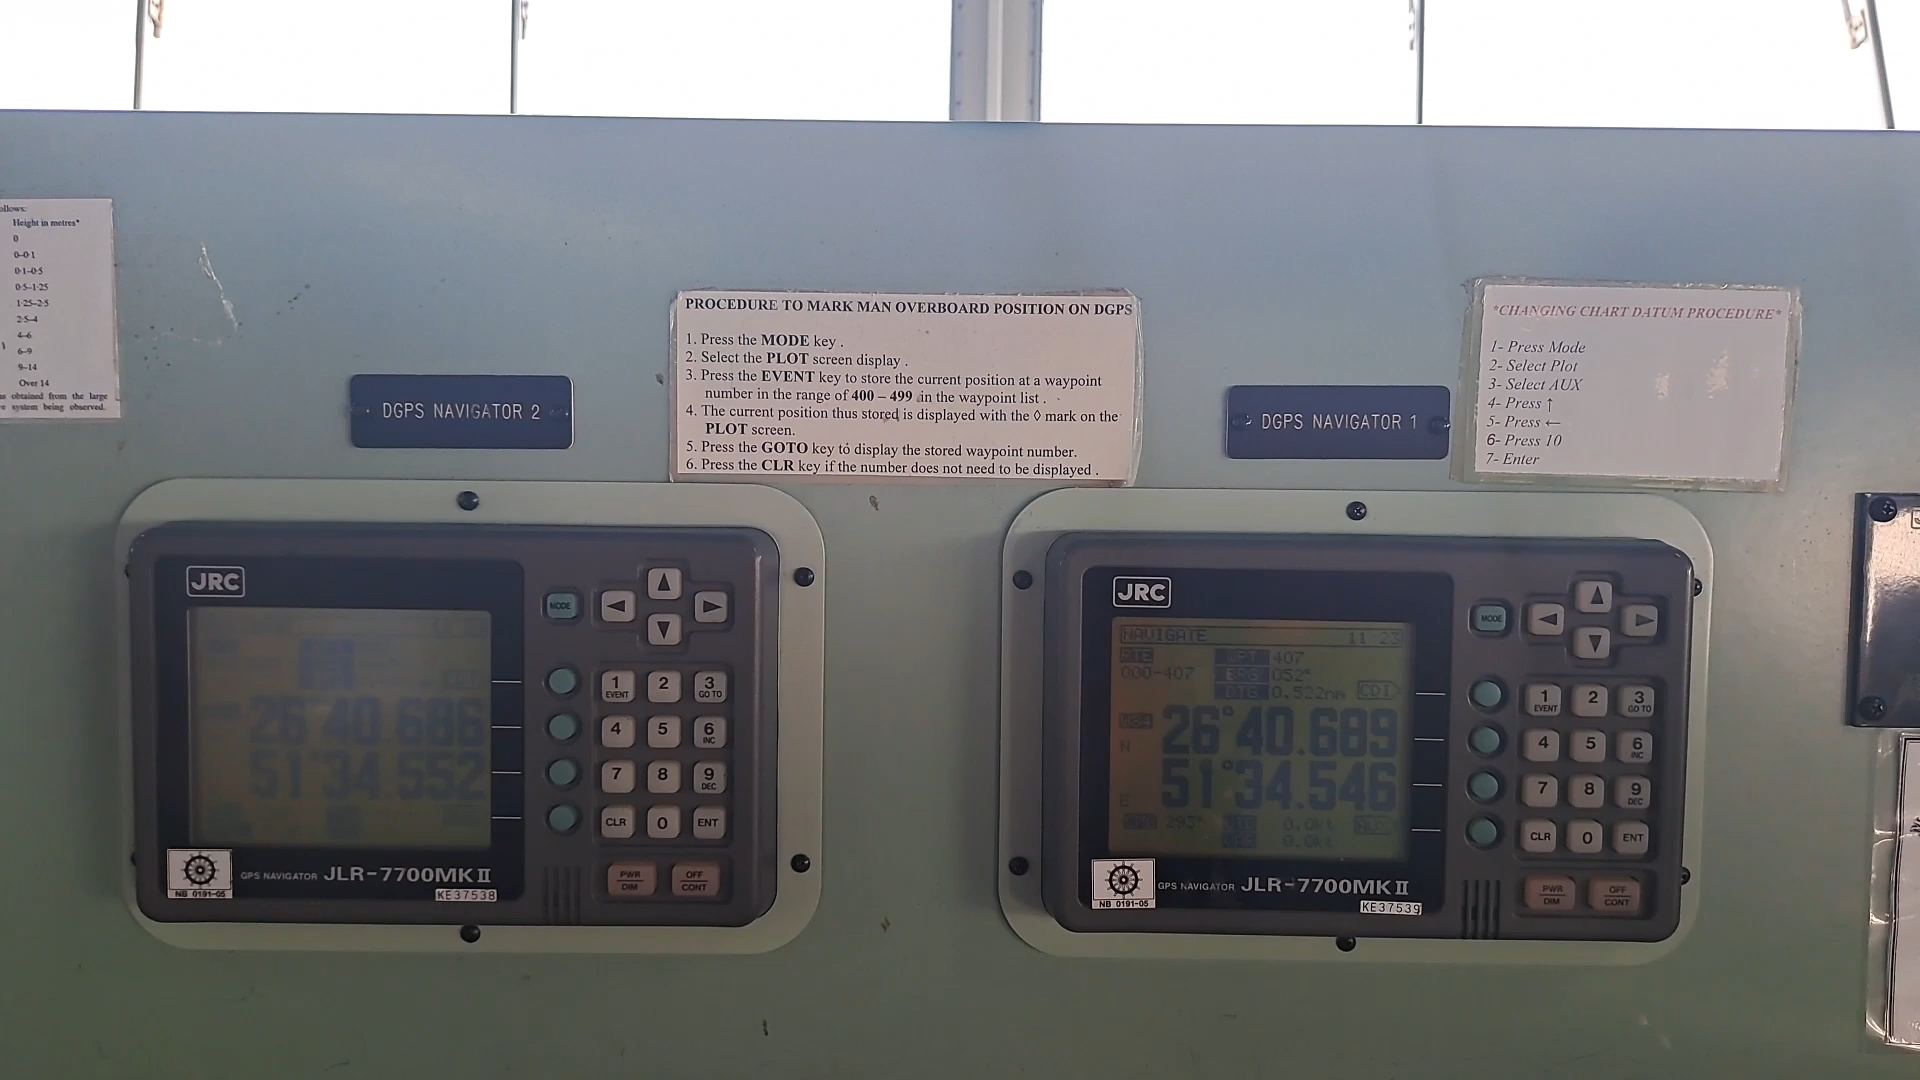 ollows:
Height in metres*
0
0–0·1
0·1–0·5
0·5–1·25
1·25–2·5
2·5–4
4–6
6–9
9–14
Over 14
obtained from the large
system being observed.
DGPS NAVIGATOR 2
PROCEDURE TO MARK MAN OVERBOARD POSITION ON DGPS
1. Press the MODE key .
2. Select the PLOT screen display .
3. Press the EVENT key to store the current position at a waypoint
number in the range of 400 – 499 in the waypoint list .
4. The current position thus stored is displayed with the ◊ mark on the
PLOT screen.
5. Press the GOTO key to display the stored waypoint number.
6. Press the CLR key if the number does not need to be displayed .
DGPS NAVIGATOR 1
*CHANGING CHART DATUM PROCEDURE*
1- Press Mode
2- Select Plot
3- Select AUX
4- Press ↑
5- Press ←
6- Press 10
7- Enter
JRC
26°40.686
51°34.552
MODE
1 EVENT 2 3 GO TO
4 5 6 INC
7 8 9 DEC
CLR 0 ENT
PWR DIM OFF CONT
NB 0191-05
GPS NAVIGATOR JLR-7700MKII
KE37538
JRC
NAVIGATE 11:23
RTE WPT 407
000-407 BRG 052°
DTG 0.522nm CDI
W84
26°40.689
N
51°34.546
E
293° 0.0kt
0.0kt
MODE
1 EVENT 2 3 GO TO
4 5 6 INC
7 8 9 DEC
CLR 0 ENT
PWR DIM OFF CONT
NB 0191-05
GPS NAVIGATOR JLR-7700MKII
KE37539